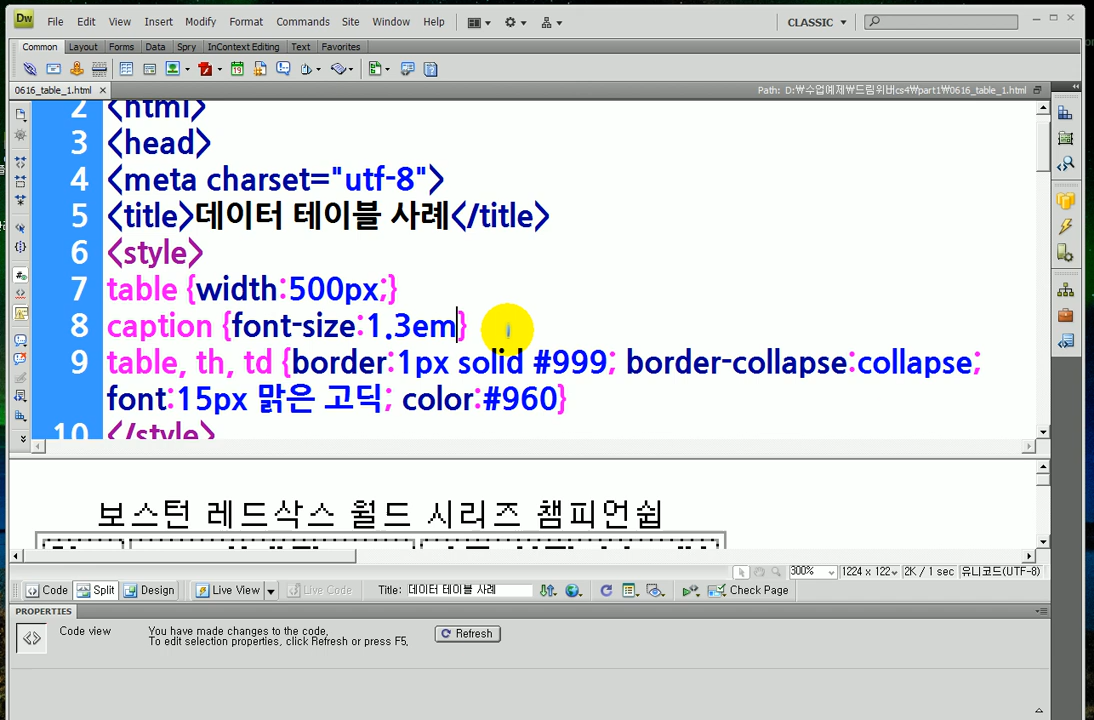 Dw File Edit View Insert Modify Format Commands Site Window Help CLASSIC
Common Layout Forms Data Spry InContext Editing Text Favorites
0616_table_1.html Path: D:₩수업예제₩드림위버cs4₩part1₩0616_table_1.html
2 <html>
3 <head>
4 <meta charset="utf-8">
5 <title>데이터 테이블 사례</title>
6 <style>
7 table {width:500px;}
8 caption {font-size:1.3em}
9 table, th, td {border:1px solid #999; border-collapse:collapse;
font:15px 맑은 고딕; color:#960}
10 </style>
보스턴 레드삭스 월드 시리즈 챔피언쉽
300% 1224 x 122 2K / 1 sec 유니코드(UTF-8)
Code Split Design Live View Live Code Title: 데이터 테이블 사례 Check Page
PROPERTIES
Code view You have made changes to the code. Refresh
To edit selection properties, click Refresh or press F5.